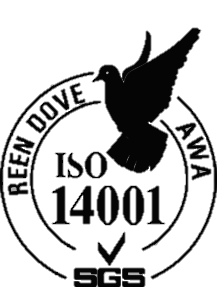 REEN DOVE AWA
ISO
14001
SGS